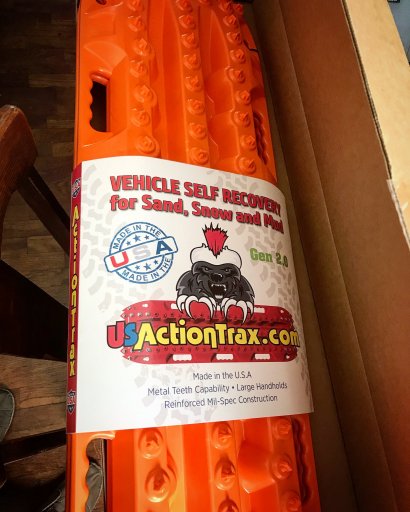 VEHICLE SELF RECOVERY
for Sand, Snow and Mud
MADE IN THE
USA
MADE IN THE
Gen 2.0
USActionTrax.com
Made in the U.S.A
Metal Teeth Capability • Large Handholds
Reinforced Mil-Spec Construction
ActionTrax